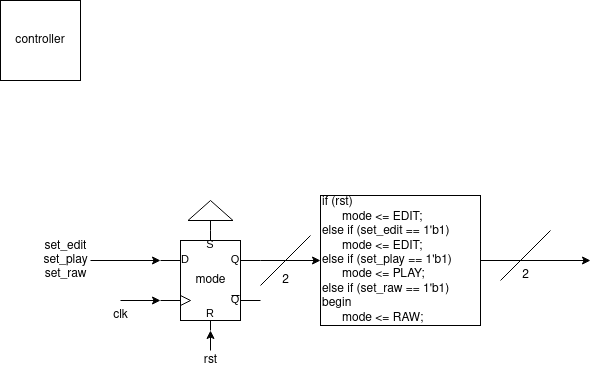 controller
set_edit
set_play
set_raw
clk
S
D
Q
mode
Q
R
rst
2
if (rst)
mode <= EDIT;
else if (set_edit == 1'b1)
mode <= EDIT;
else if (set_play == 1'b1)
mode <= PLAY;
else if (set_raw == 1'b1)
begin
mode <= RAW;
2